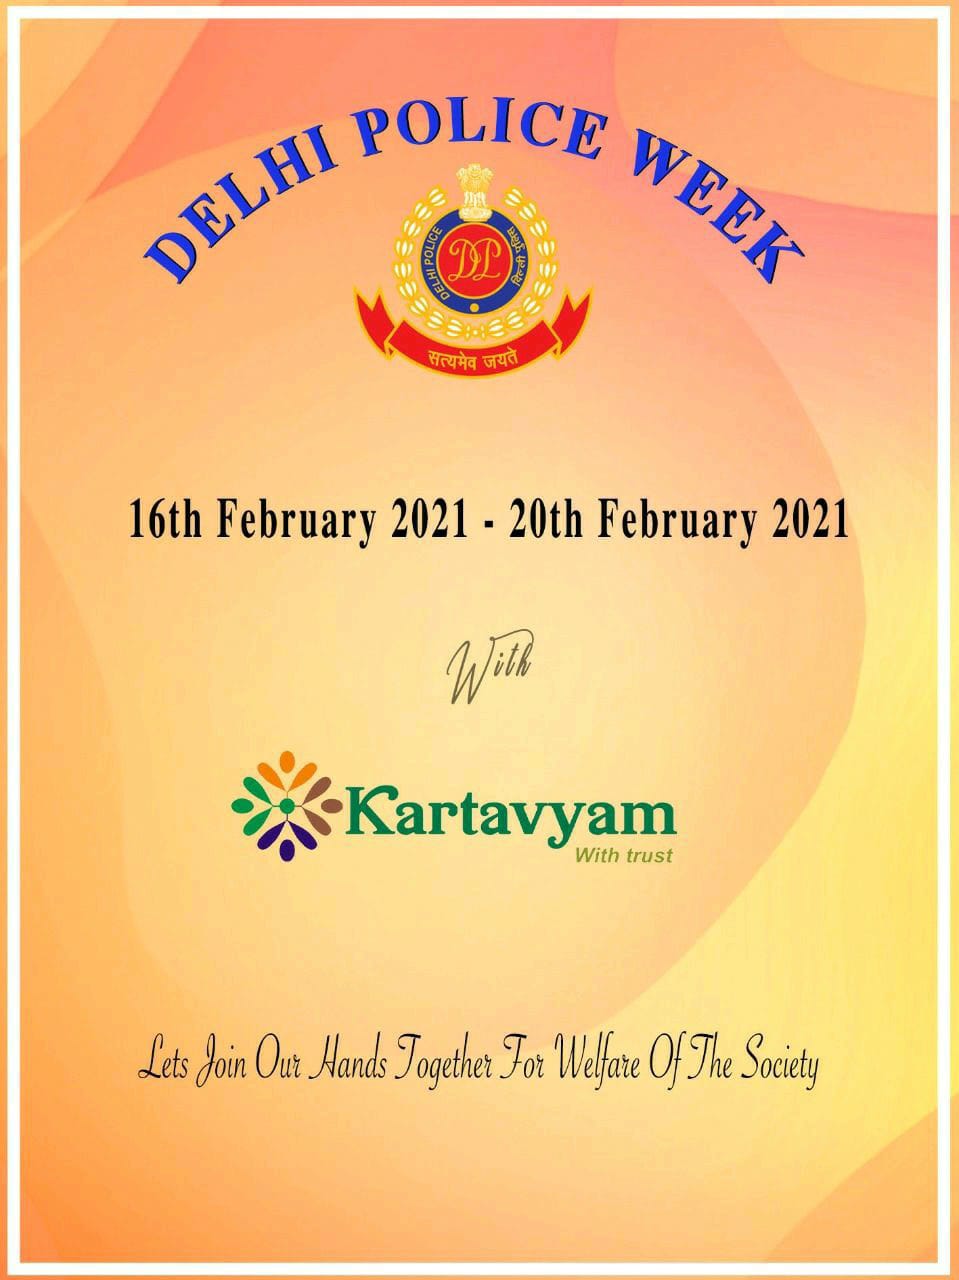 DELHI POLICE WEEK
DELHI POLICE
दिल्ली पुलिस
DP
सत्यमेव जयते
16th February 2021 - 20th February 2021
With
Kartavyam
With trust
Lets Join Our Hands Together For Welfare Of The Society